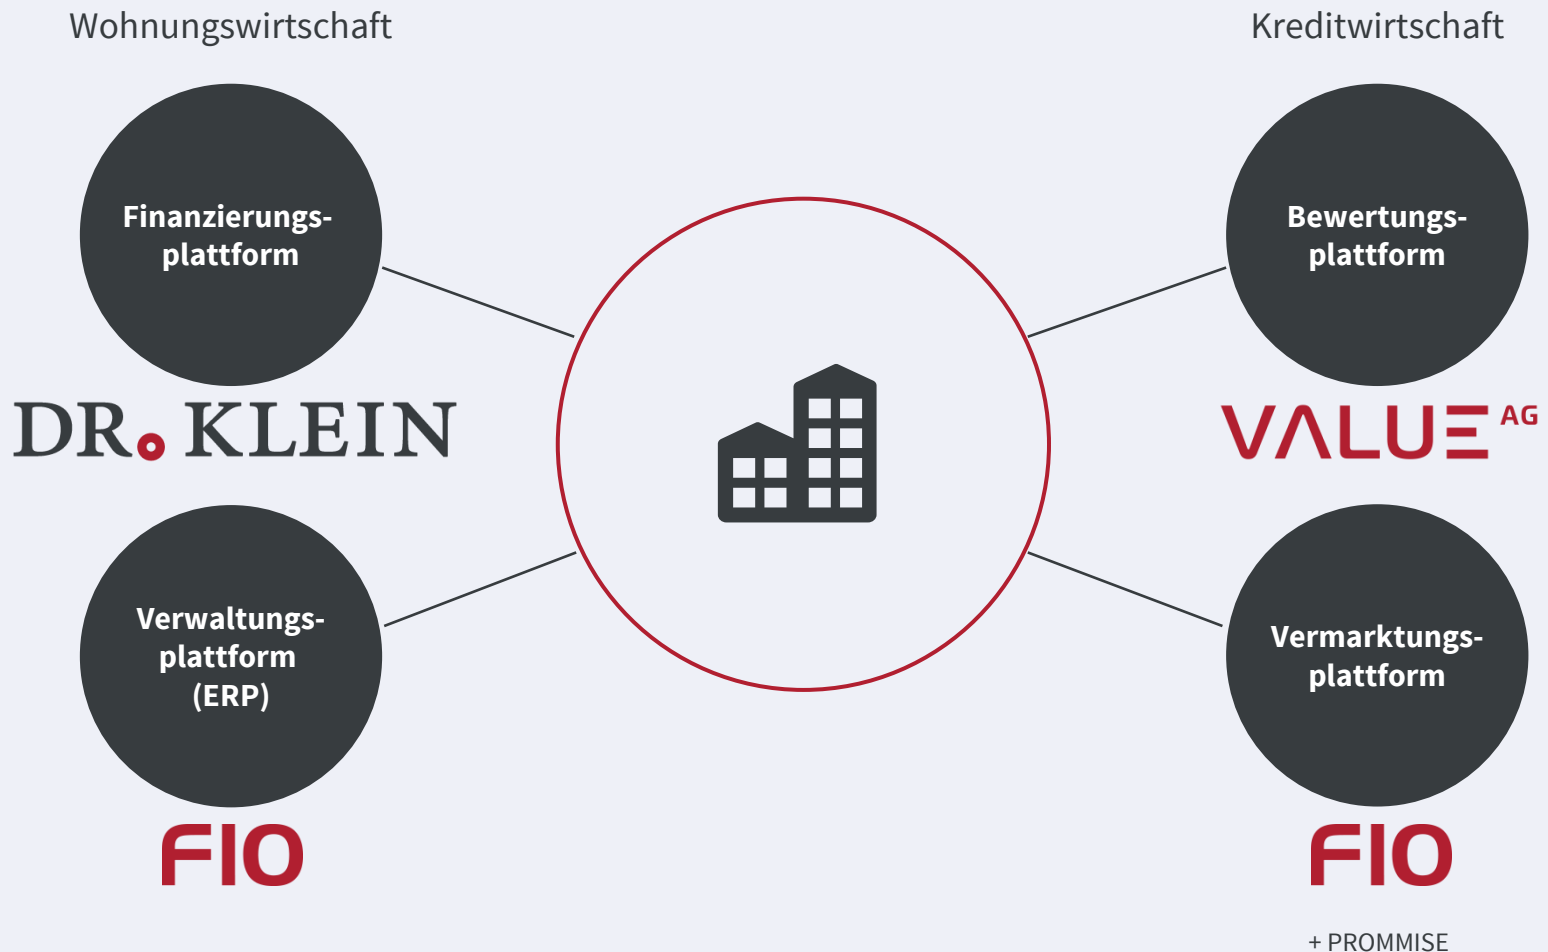 Wohnungswirtschaft
Kreditwirtschaft
Finanzierungs-
plattform
DR. KLEIN
Verwaltungs-
plattform
(ERP)
FIO
Bewertungs-
plattform
VALUE AG
Vermarktungs-
plattform
FIO
+ PROMMISE